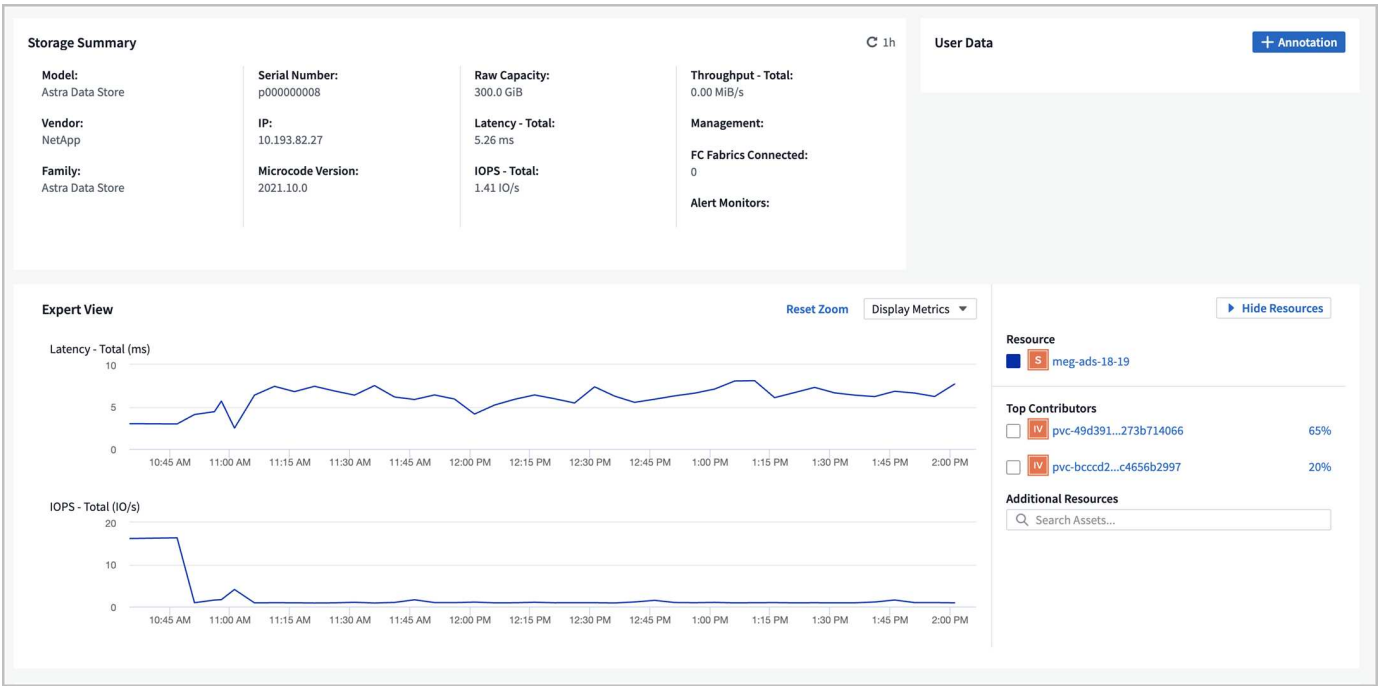 Storage Summary
1h
Model:
Astra Data Store
Vendor:
NetApp
Family:
Astra Data Store
Serial Number:
p000000008
IP:
10.193.82.27
Microcode Version:
2021.10.0
Raw Capacity:
300.0 GiB
Latency - Total:
5.26 ms
IOPS - Total:
1.41 IO/s
Throughput - Total:
0.00 MiB/s
Management:
FC Fabrics Connected:
0
Alert Monitors:
User Data
+ Annotation
Expert View
Reset Zoom
Display Metrics
Latency - Total (ms)
10
5
0
10:45 AM 11:00 AM 11:15 AM 11:30 AM 11:45 AM 12:00 PM 12:15 PM 12:30 PM 12:45 PM 1:00 PM 1:15 PM 1:30 PM 1:45 PM 2:00 PM
IOPS - Total (IO/s)
20
10
0
10:45 AM 11:00 AM 11:15 AM 11:30 AM 11:45 AM 12:00 PM 12:15 PM 12:30 PM 12:45 PM 1:00 PM 1:15 PM 1:30 PM 1:45 PM 2:00 PM
Hide Resources
Resource
S meg-ads-18-19
Top Contributors
IV pvc-49d391...273b714066 65%
IV pvc-bcccd2...c4656b2997 20%
Additional Resources
Search Assets...